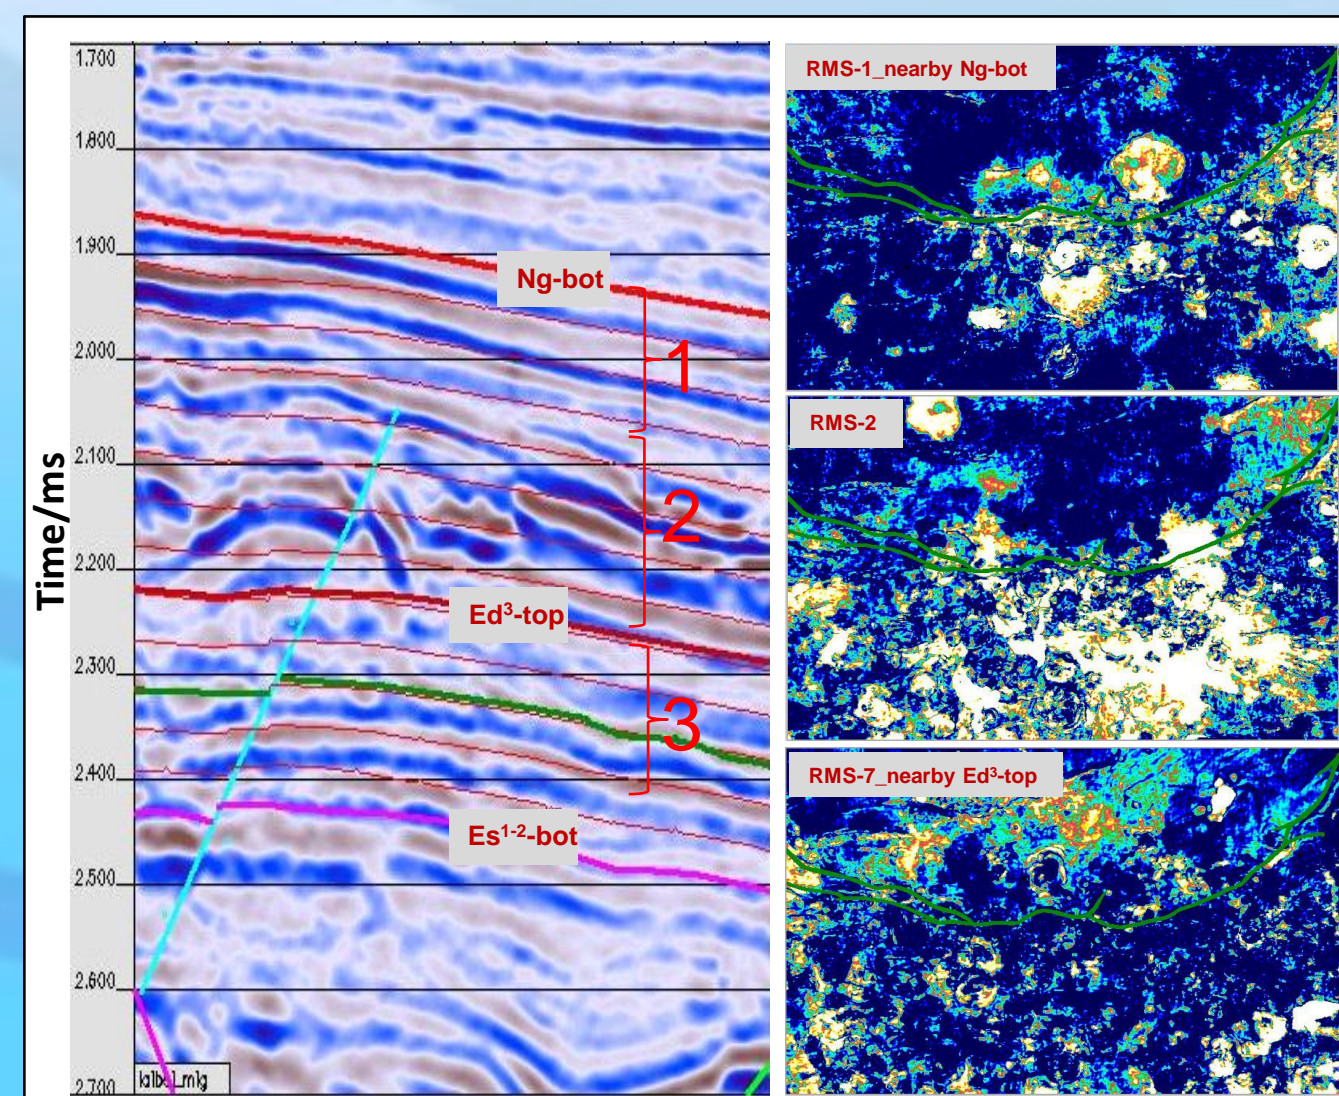 Time/ms
1.700
1.800
1.900
2.000
2.100
2.200
2.300
2.400
2.500
2.600
2.700
Ng-bot
1
2
Ed³-top
3
Es¹⁻²-bot
RMS-1_nearby Ng-bot
RMS-2
RMS-7_nearby Ed³-top